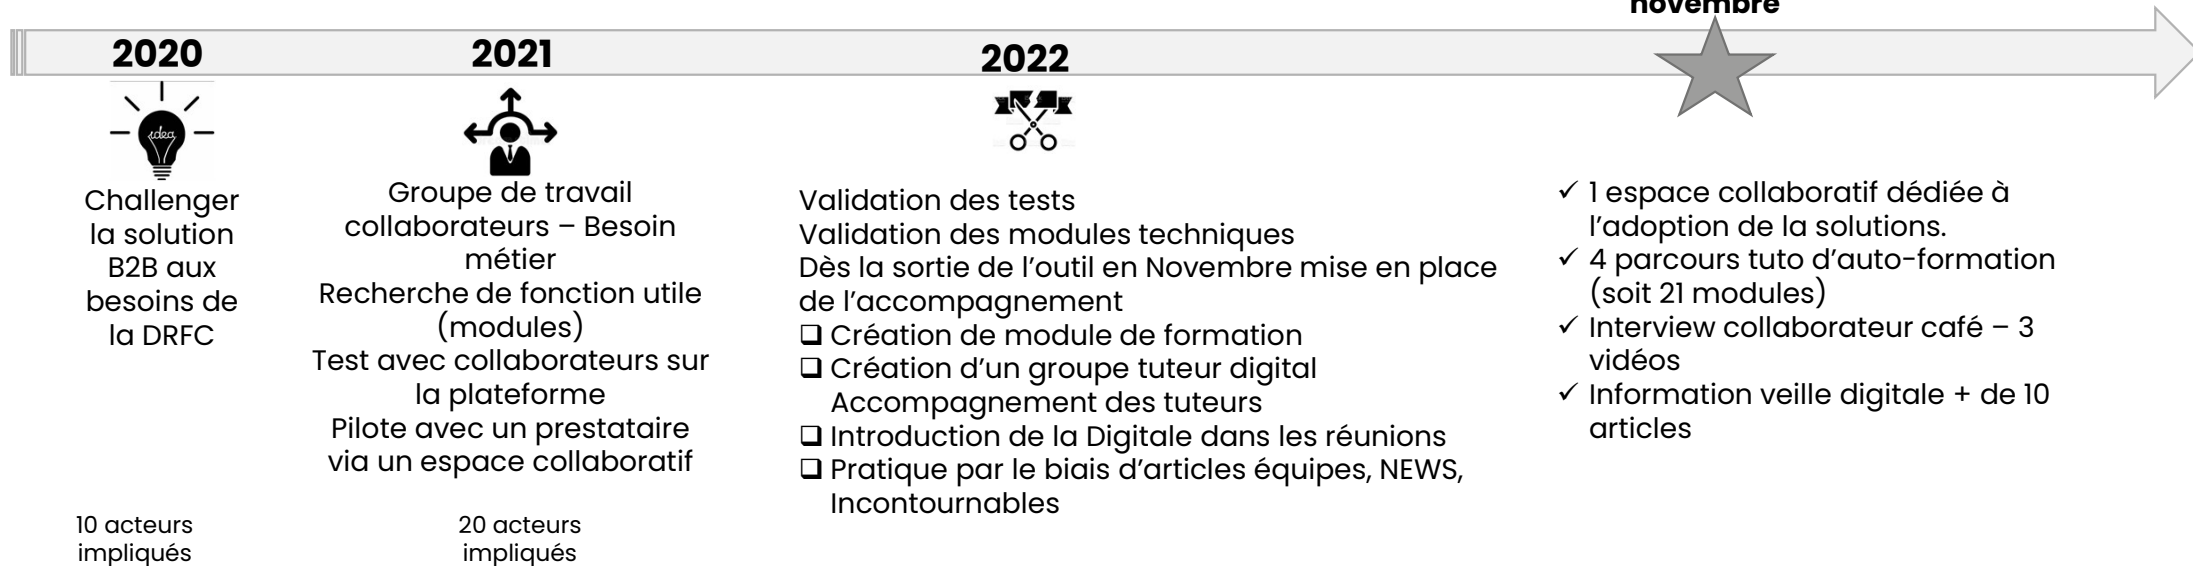 novembre
2020
2021
2022
idea
Challenger
la solution
B2B aux
besoins de
la DRFC
10 acteurs
impliqués
Groupe de travail
collaborateurs – Besoin
métier
Recherche de fonction utile
(modules)
Test avec collaborateurs sur
la plateforme
Pilote avec un prestataire
via un espace collaboratif
20 acteurs
impliqués
Validation des tests
Validation des modules techniques
Dès la sortie de l’outil en Novembre mise en place
de l’accompagnement
❑ Création de module de formation
❑ Création d’un groupe tuteur digital
Accompagnement des tuteurs
❑ Introduction de la Digitale dans les réunions
❑ Pratique par le biais d’articles équipes, NEWS,
Incontournables
✓ 1 espace collaboratif dédiée à
l’adoption de la solutions.
✓ 4 parcours tuto d’auto-formation
(soit 21 modules)
✓ Interview collaborateur café – 3
vidéos
✓ Information veille digitale + de 10
articles